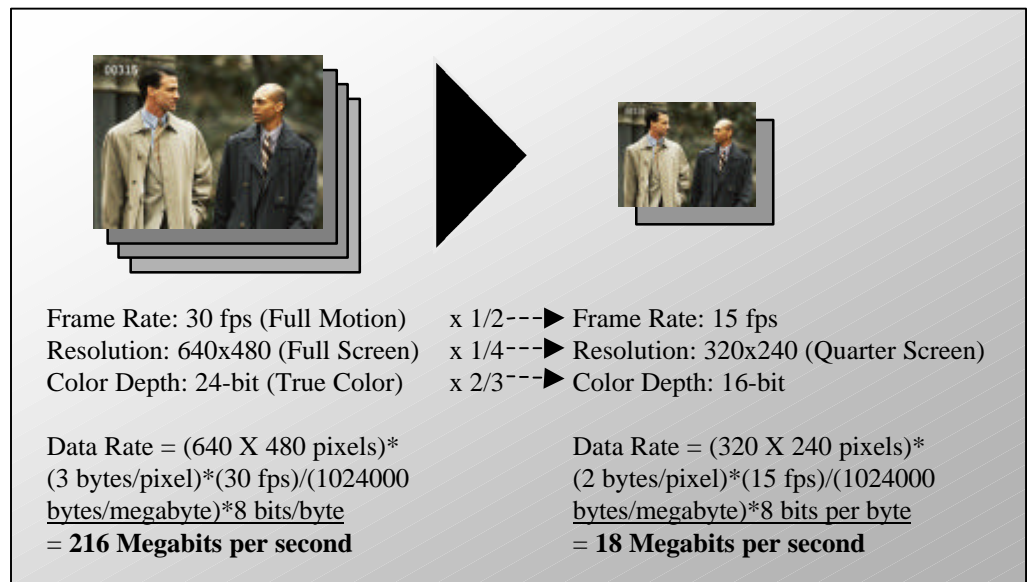 00315
Frame Rate: 30 fps (Full Motion) x 1/2 Frame Rate: 15 fps
Resolution: 640x480 (Full Screen) x 1/4 Resolution: 320x240 (Quarter Screen)
Color Depth: 24-bit (True Color) x 2/3 Color Depth: 16-bit
Data Rate = (640 X 480 pixels)*
(3 bytes/pixel)*(30 fps)/(1024000
bytes/megabyte)*8 bits/byte
= 216 Megabits per second
Data Rate = (320 X 240 pixels)*
(2 bytes/pixel)*(15 fps)/(1024000
bytes/megabyte)*8 bits per byte
= 18 Megabits per second